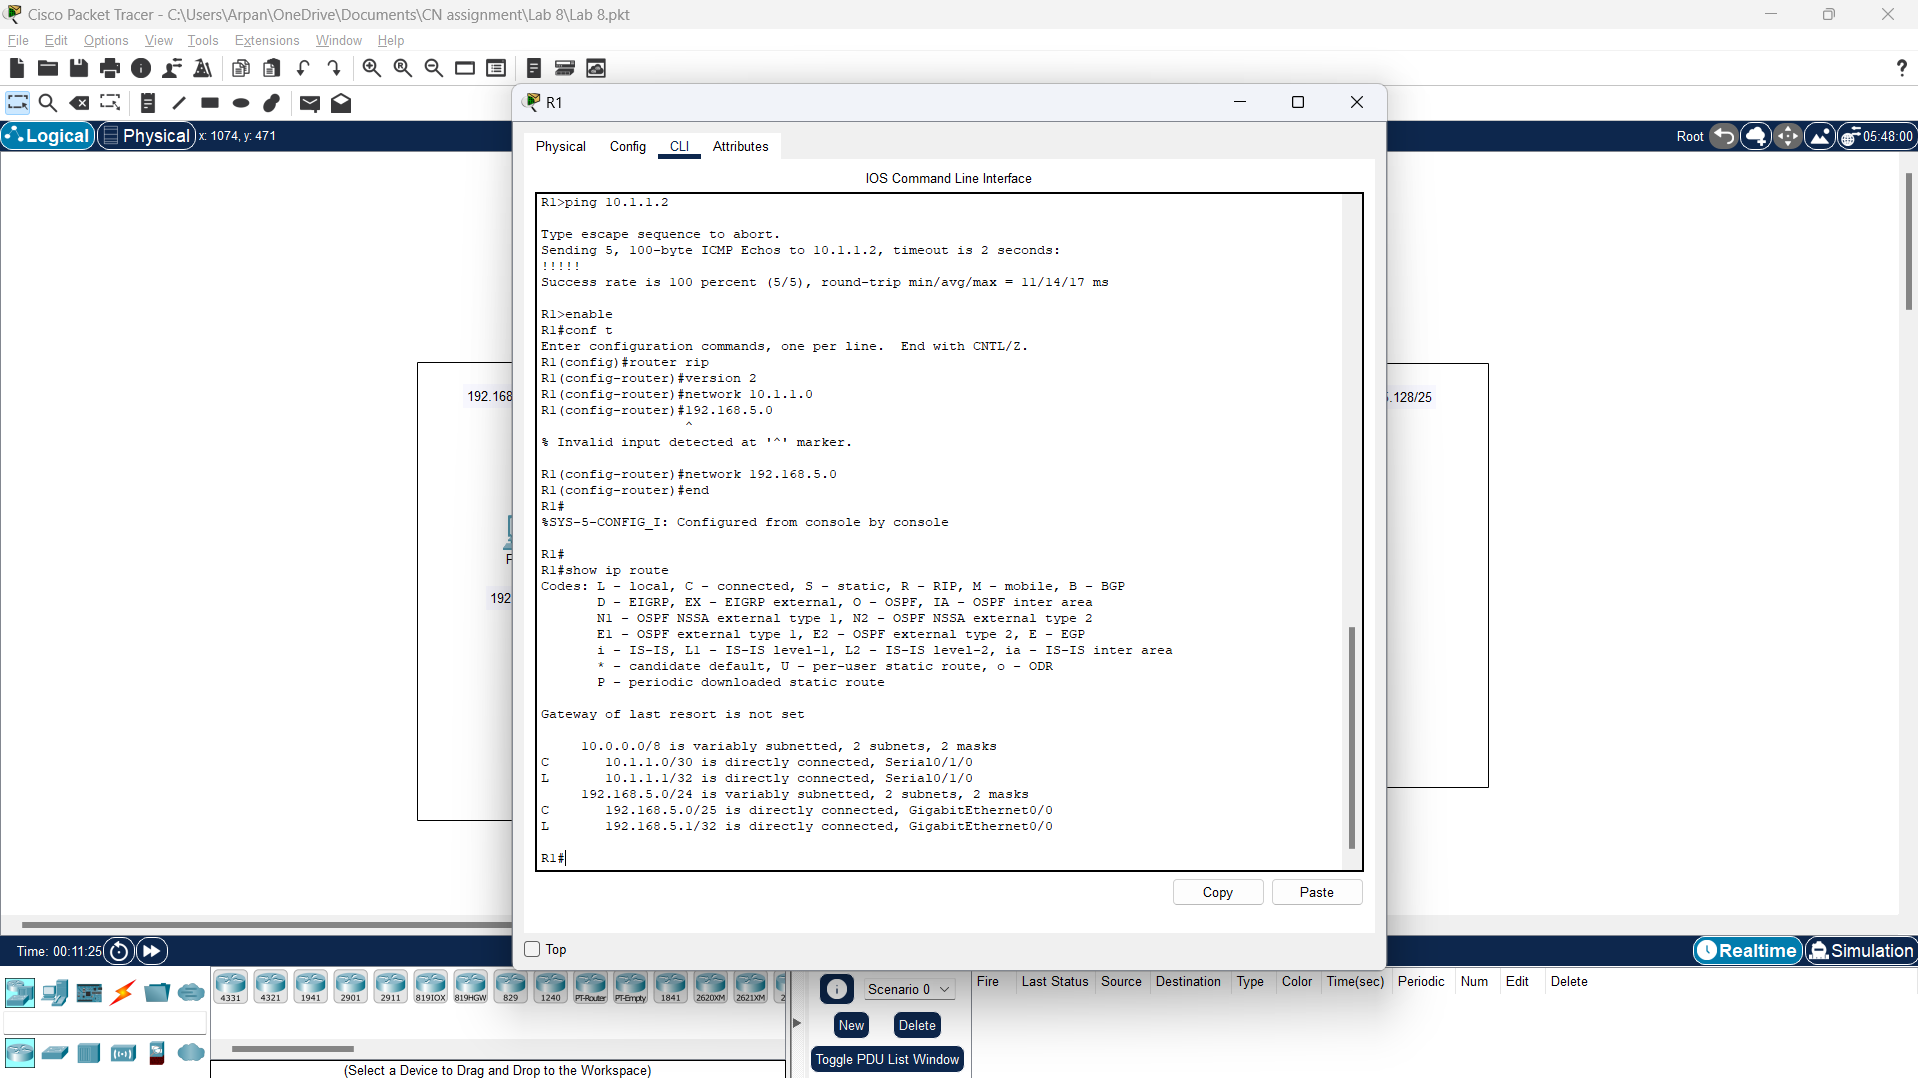 Cisco Packet Tracer - C:\Users\Arpan\OneDrive\Documents\CN assignment\Lab 8\Lab 8.pkt
File Edit Options View Tools Extensions Window Help
?
Logical Physical x: 1074, y: 471
Root 05:48:00
R1
Physical Config CLI Attributes
IOS Command Line Interface
R1>ping 10.1.1.2
Type escape sequence to abort.
Sending 5, 100-byte ICMP Echos to 10.1.1.2, timeout is 2 seconds:
!!!!!
Success rate is 100 percent (5/5), round-trip min/avg/max = 11/14/17 ms
R1>enable
R1#conf t
Enter configuration commands, one per line.  End with CNTL/Z.
R1(config)#router rip
R1(config-router)#version 2
R1(config-router)#network 10.1.1.0
R1(config-router)#192.168.5.0
^
% Invalid input detected at '^' marker.
R1(config-router)#network 192.168.5.0
R1(config-router)#end
R1#
%SYS-5-CONFIG_I: Configured from console by console
R1#
R1#show ip route
Codes: L - local, C - connected, S - static, R - RIP, M - mobile, B - BGP
D - EIGRP, EX - EIGRP external, O - OSPF, IA - OSPF inter area
N1 - OSPF NSSA external type 1, N2 - OSPF NSSA external type 2
E1 - OSPF external type 1, E2 - OSPF external type 2, E - EGP
i - IS-IS, L1 - IS-IS level-1, L2 - IS-IS level-2, ia - IS-IS inter area
* - candidate default, U - per-user static route, o - ODR
P - periodic downloaded static route
Gateway of last resort is not set
10.0.0.0/8 is variably subnetted, 2 subnets, 2 masks
C 10.1.1.0/30 is directly connected, Serial0/1/0
L 10.1.1.1/32 is directly connected, Serial0/1/0
192.168.5.0/24 is variably subnetted, 2 subnets, 2 masks
C 192.168.5.0/25 is directly connected, GigabitEthernet0/0
L 192.168.5.1/32 is directly connected, GigabitEthernet0/0
R1#
Copy Paste
Top
192.168
.128/25
192
Time: 00:11:25
Realtime Simulation
4331 4321 1941 2901 2911 819IOX 819HGW 829 1240 PT-Router PT-Empty 1841 2620XM 2621XM
(Select a Device to Drag and Drop to the Workspace)
Scenario 0
New Delete
Toggle PDU List Window
Fire Last Status Source Destination Type Color Time(sec) Periodic Num Edit Delete